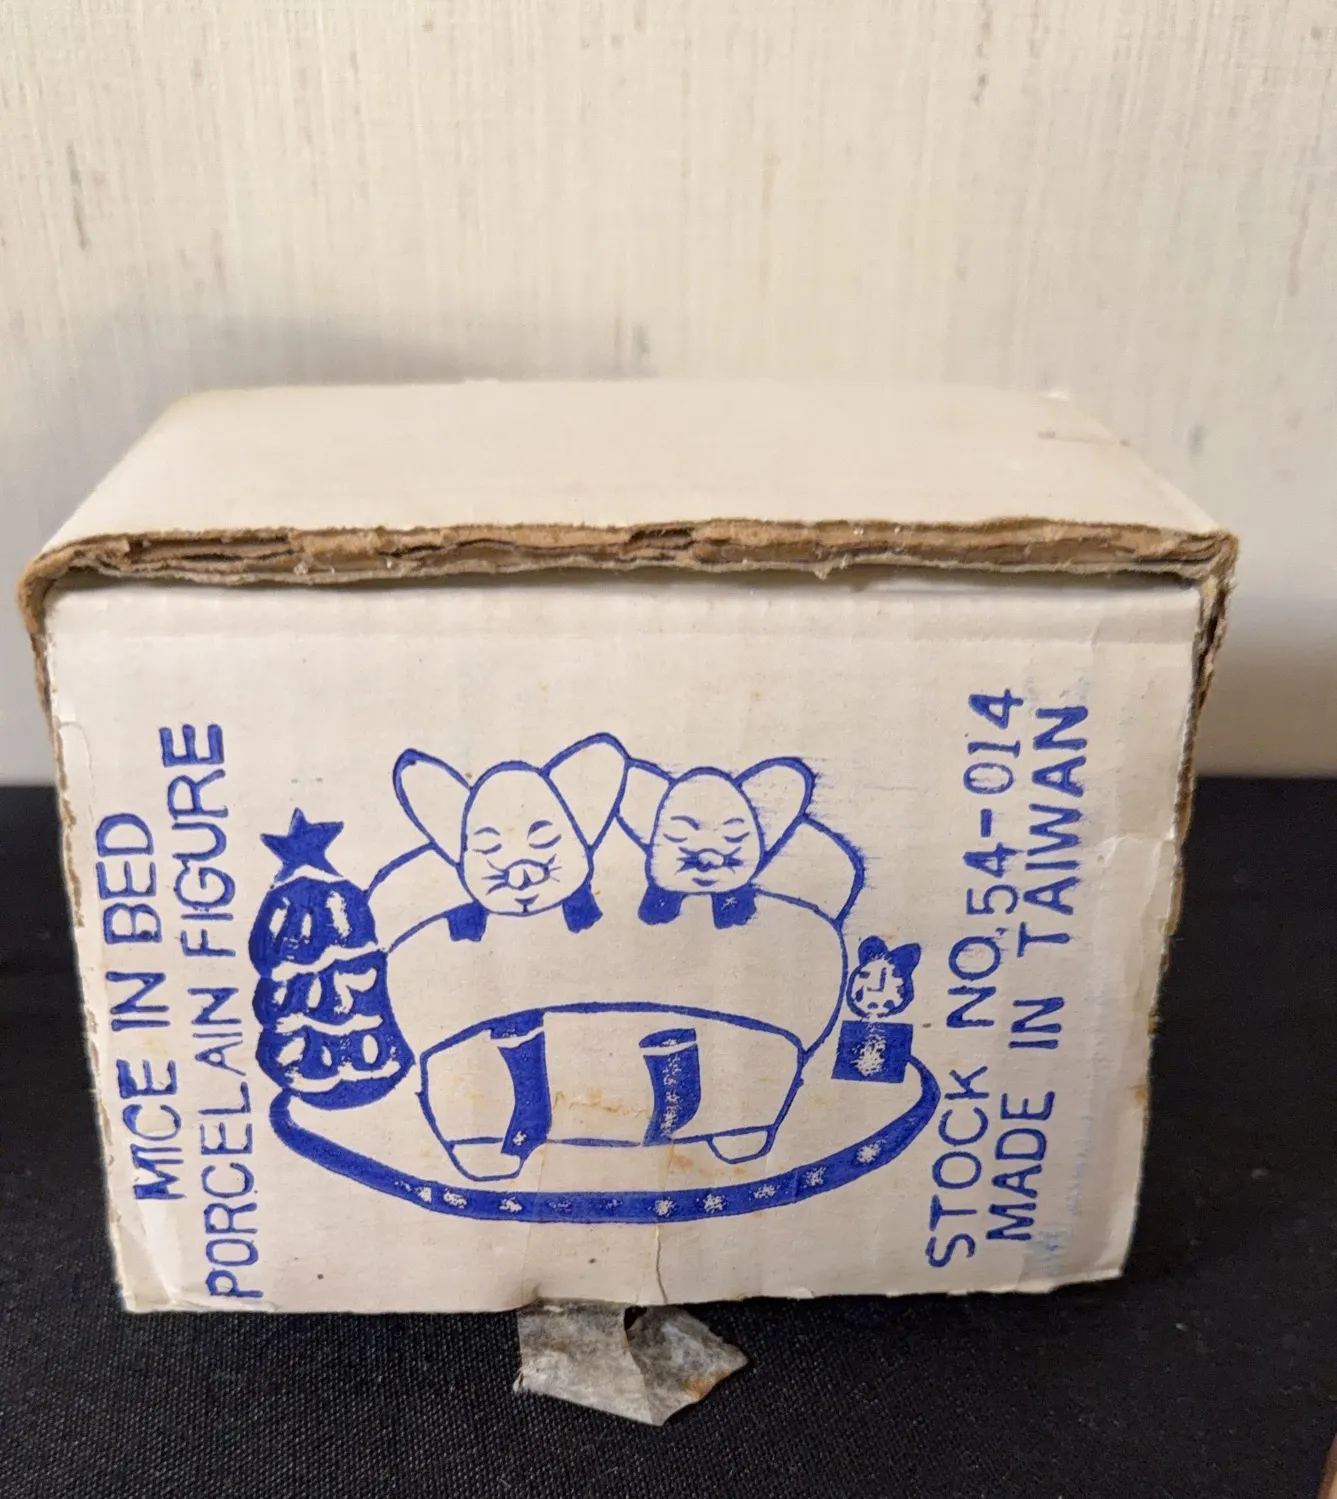 MICE IN BED
PORCELAIN FIGURE
STOCK NO.54-014
MADE IN TAIWAN